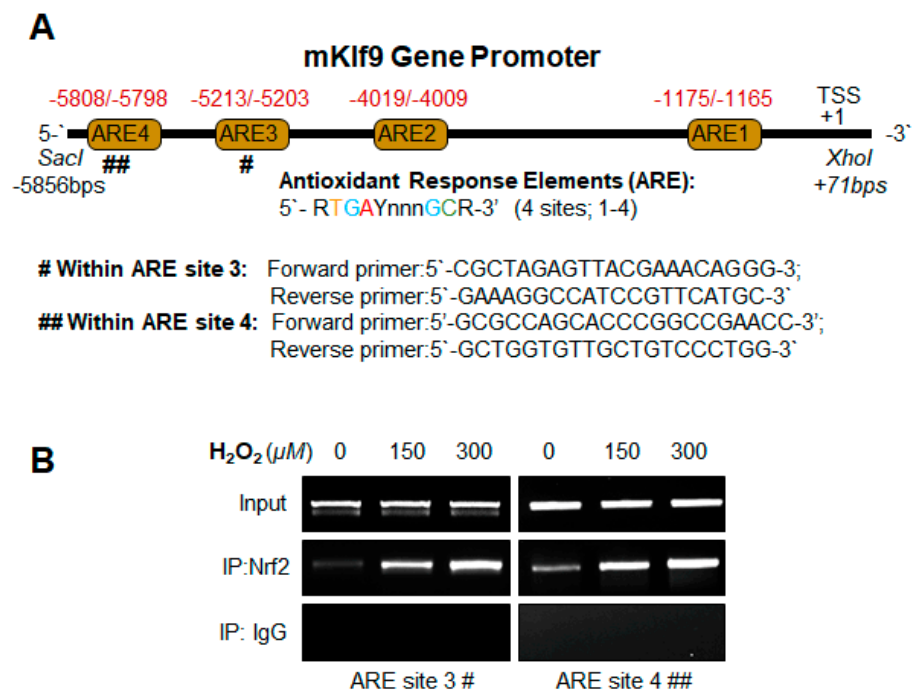 A
mKlf9 Gene Promoter
-5808/-5798 -5213/-5203 -4019/-4009 -1175/-1165 TSS
+1
5-` ARE4 ARE3 ARE2 ARE1 -3`
SacI ## # XhoI
-5856bps +71bps
Antioxidant Response Elements (ARE):
5`- RTGAYnnnGCR-3’ (4 sites; 1-4)
# Within ARE site 3: Forward primer:5`-CGCTAGAGTTACGAAACAGGG-3;
Reverse primer:5`-GAAAGGCCATCCGTTCATGC-3`
## Within ARE site 4: Forward primer:5’-GCGCCAGCACCCGGCCGAACC-3’;
Reverse primer:5`-GCTGGTGTTGCTGTCCCTGG-3`
B
H₂O₂ (µM) 0 150 300 0 150 300
Input
IP:Nrf2
IP: IgG
ARE site 3 # ARE site 4 ##